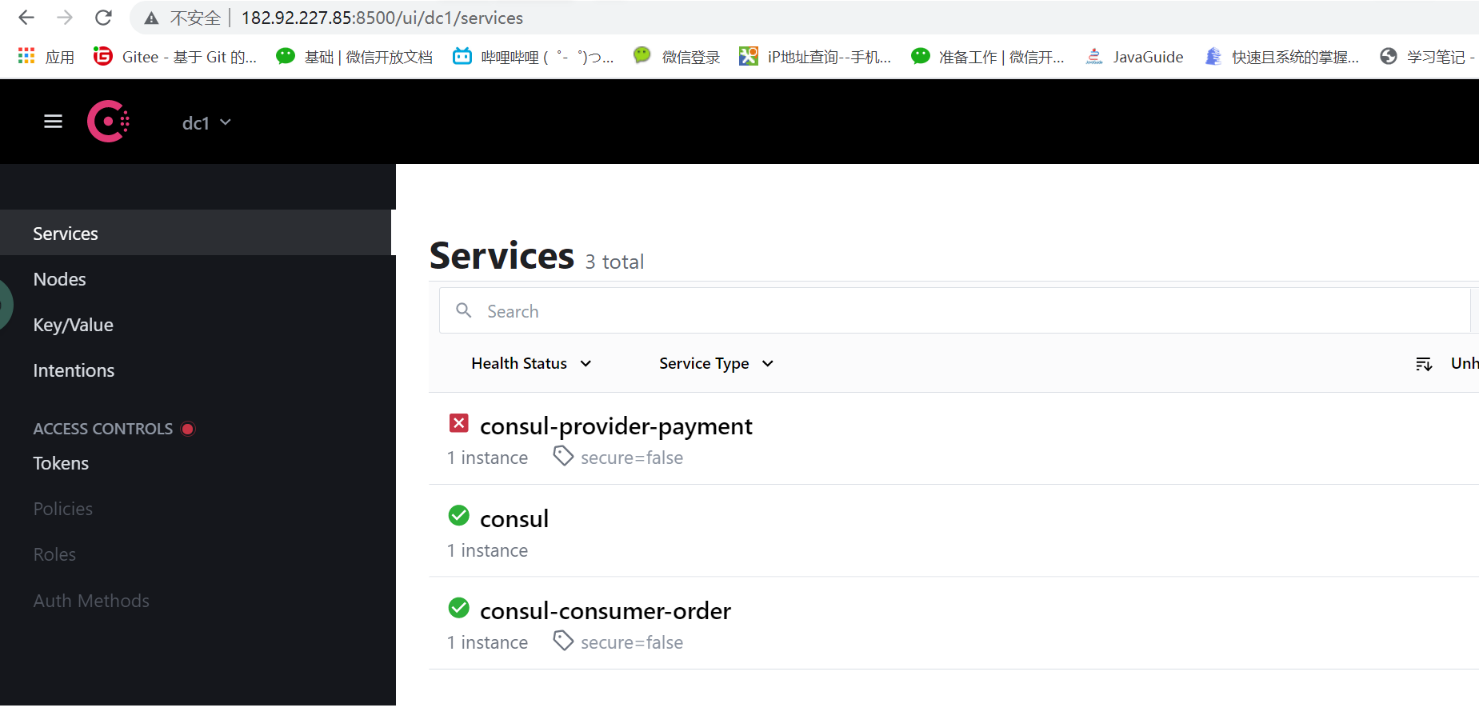 不安全 | 182.92.227.85:8500/ui/dc1/services
应用 Gitee - 基于 Git 的... 基础 | 微信开放文档 哔哩哔哩 ( ゜- ゜)つ... 微信登录 iP地址查询--手机... 准备工作 | 微信开... JavaGuide 快速且系统的掌握... 学习笔记 -
dc1
Services
Nodes
Key/Value
Intentions
ACCESS CONTROLS
Tokens
Policies
Roles
Auth Methods
Services 3 total
Search
Health Status Service Type Unh
consul-provider-payment
1 instance secure=false
consul
1 instance
consul-consumer-order
1 instance secure=false